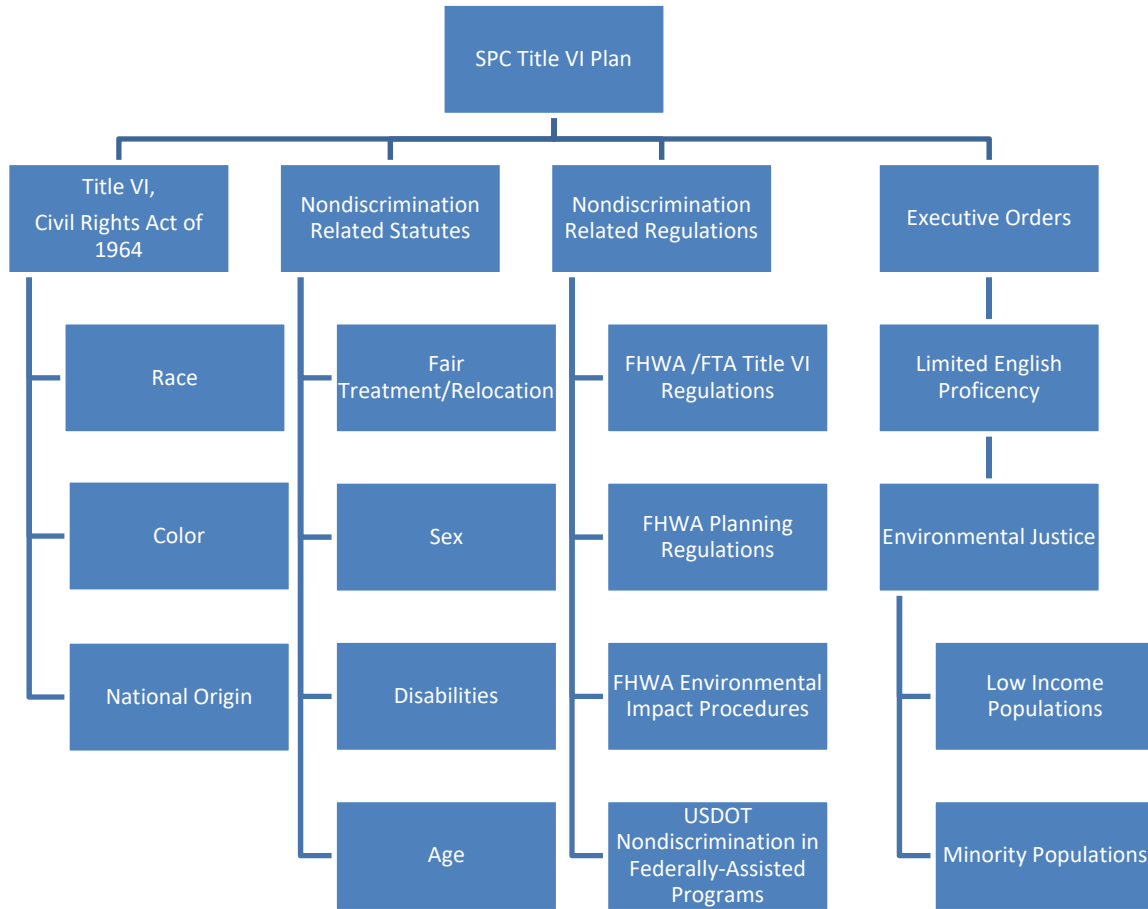 SPC Title VI Plan
Title VI,
Civil Rights Act of
1964
Nondiscrimination
Related Statutes
Nondiscrimination
Related Regulations
Executive Orders
Race
Color
National Origin
Fair
Treatment/Relocation
Sex
Disabilities
Age
FHWA /FTA Title VI
Regulations
FHWA Planning
Regulations
FHWA Environmental
Impact Procedures
USDOT
Nondiscrimination in
Federally-Assisted
Programs
Limited English
Proficency
Environmental Justice
Low Income
Populations
Minority Populations